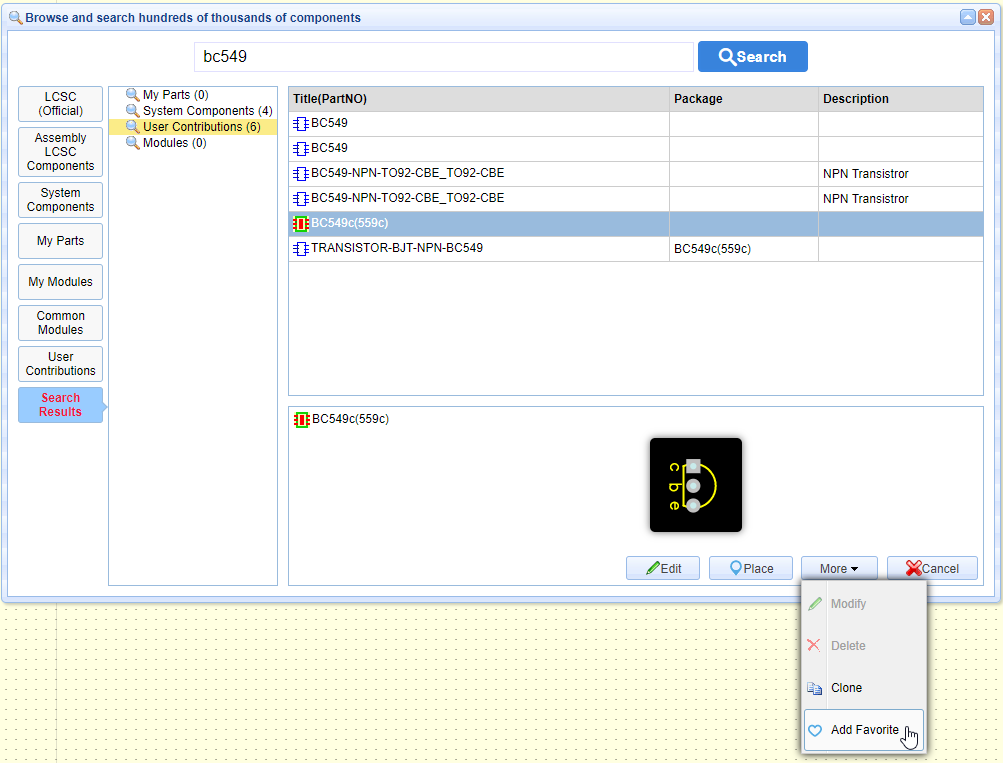 Browse and search hundreds of thousands of components
bc549
Search
LCSC
(Official)
Assembly
LCSC
Components
System
Components
My Parts
My Modules
Common
Modules
User
Contributions
Search
Results
My Parts (0)
System Components (4)
User Contributions (6)
Modules (0)
Title(PartNO) Package Description
BC549
BC549
BC549-NPN-TO92-CBE_TO92-CBE NPN Transistror
BC549-NPN-TO92-CBE_TO92-CBE NPN Transistror
BC549c(559c)
TRANSISTOR-BJT-NPN-BC549 BC549c(559c)
BC549c(559c)
c
b
e
Edit Place More Cancel
Modify
Delete
Clone
Add Favorite